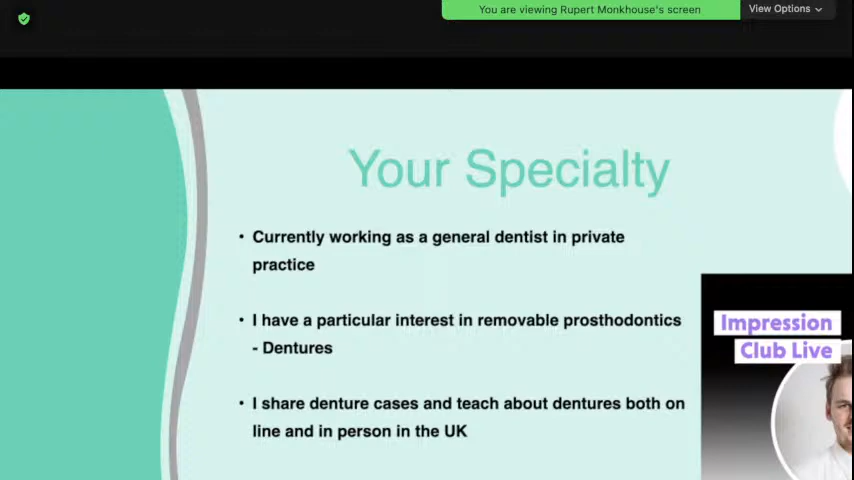 You are viewing Rupert Monkhouse's screen
View Options
Your Specialty
• Currently working as a general dentist in private
practice
• I have a particular interest in removable prosthodontics
- Dentures
• I share denture cases and teach about dentures both on
line and in person in the UK
Impression
Club Live